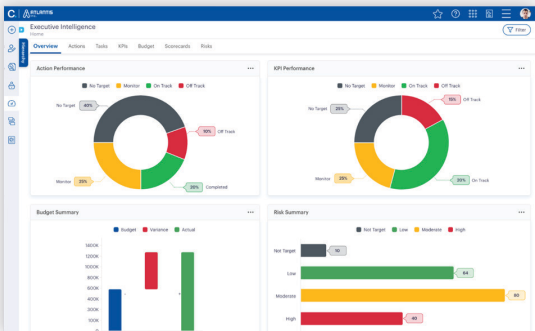 C ATLANTIS
Executive Intelligence
Home
Filter
Hierarchy
Overview Actions Tasks KPIs Budget Scorecards Risks
Action Performance
No Target Monitor On Track Off Track
No Target 40%
10% Off Track
Monitor 25%
Completed
KPI Performance
No Target Monitor On Track Off Track
15% Off Track
No Target 25%
Monitor 25%
On Track
Budget Summary
Budget Variance Actual
1400K
1200K
1000K
800K
600K
400K
200K
100K
Risk Summary
Not Target Low Moderate High
Not Target 10
Low 64
Moderate 80
High 40